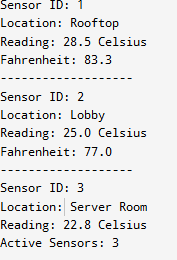 Sensor ID: 1
Location: Rooftop
Reading: 28.5 Celsius
Fahrenheit: 83.3
-------------------
Sensor ID: 2
Location: Lobby
Reading: 25.0 Celsius
Fahrenheit: 77.0
-------------------
Sensor ID: 3
Location: Server Room
Reading: 22.8 Celsius
Active Sensors: 3